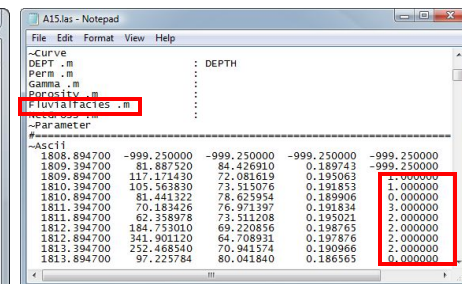 A15.las - Notepad
File Edit Format View Help
~Curve
DEPT .m : DEPTH
Perm .m :
Gamma .m :
Porosity .m :
Fluvialfacies .m :
NetGross .m :
~Parameter
#==================================================
~Ascii
1808.894700 -999.250000 -999.250000 -999.250000 -999.250000
1809.394700 81.887520 84.426910 0.189743 -999.250000
1809.894700 117.171430 72.081619 0.195063 1.000000
1810.394700 105.563830 73.515076 0.191853 1.000000
1810.894700 81.441322 78.625954 0.189906 0.000000
1811.394700 70.183426 76.971397 0.191834 3.000000
1811.894700 62.358978 73.511208 0.195021 2.000000
1812.394700 184.753010 69.220856 0.198765 2.000000
1812.894700 341.901120 64.708931 0.197876 2.000000
1813.394700 252.468540 70.941574 0.190966 2.000000
1813.894700 97.225784 80.041840 0.186565 0.000000